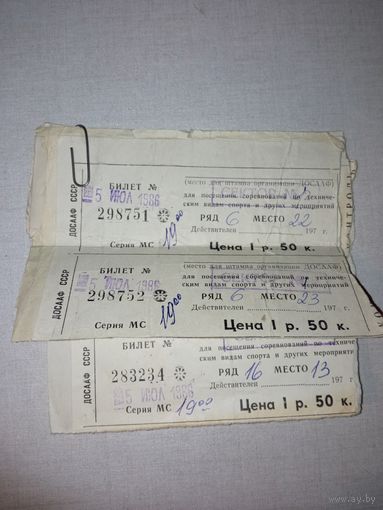 ДОСААФ СССР
БИЛЕТ №
5 ИЮЛ 1986
298751
Серия МС
19⁰⁰
СЕКТОР №
(место для штампа организации ДОСААФ)
для посещения соревнований по техниче-
ским видам спорта и других мероприятий
РЯД 6 МЕСТО 22
Действителен 197 г.
Цена 1 р. 50 к.
ДОСААФ СССР
БИЛЕТ №
5 ИЮЛ 1986
298752
Серия МС
19⁰⁰
(место для штампа организации ДОСААФ)
для посещения соревнований по техниче-
ским видам спорта и других мероприятий
РЯД 6 МЕСТО 23
Действителен 197 г.
Цена 1 р. 50 к.
ДОСААФ СССР
БИЛЕТ №
283234
5 ИЮЛ 1986
Серия МС
19⁰⁰
для посещения соревнований по техниче-
ским видам спорта и других мероприятий
РЯД 16 МЕСТО 13
Действителен 197 г.
Цена 1 р. 50 к.
ay.by